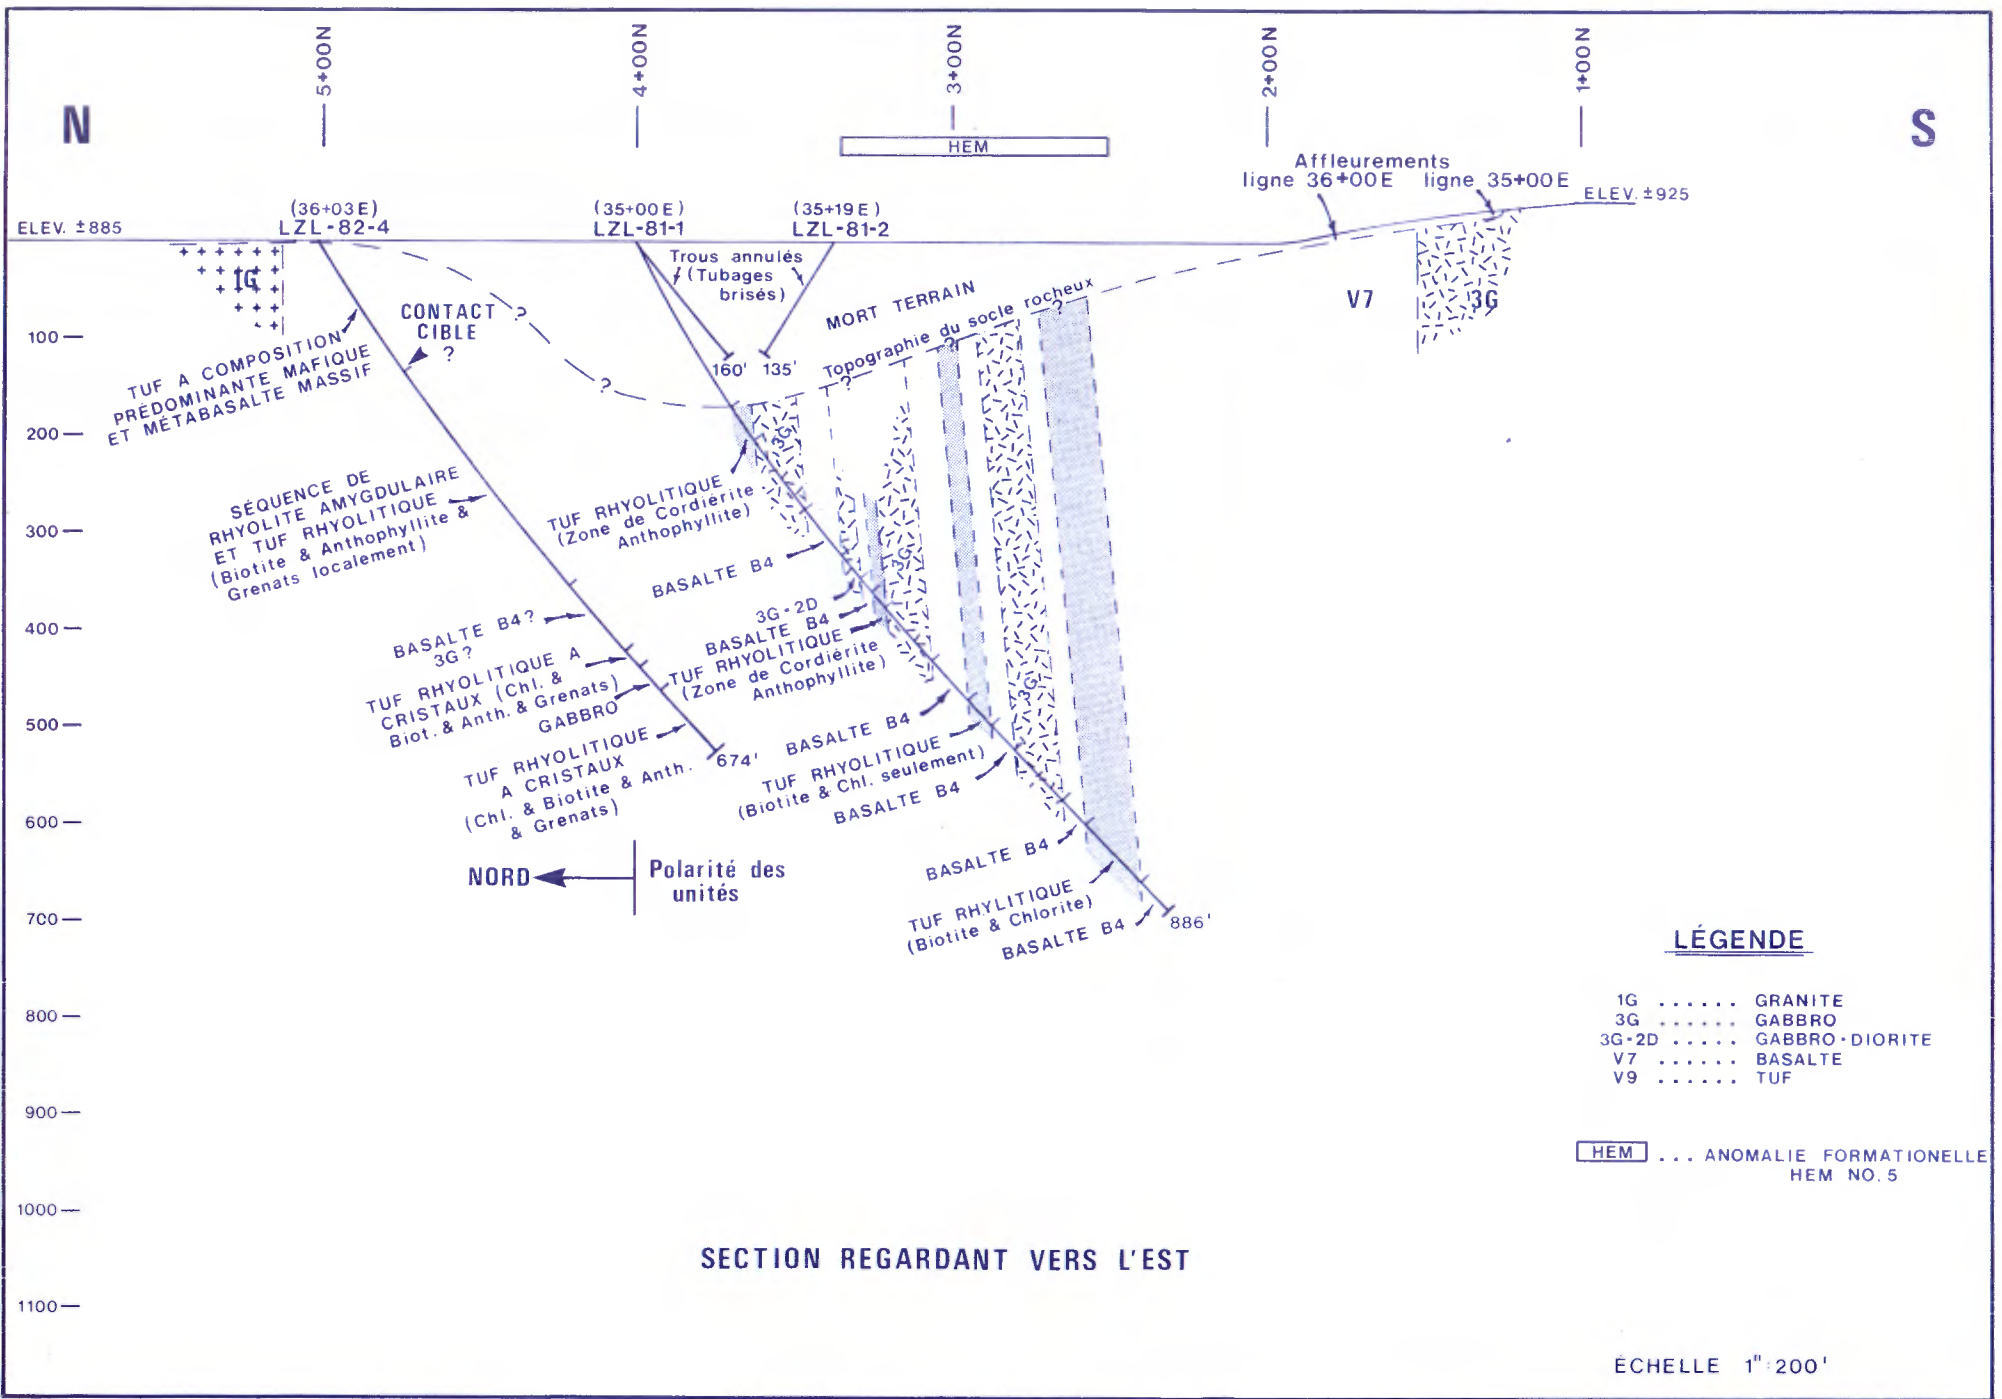 5+00N
4+00N
3+00N
2+00N
1+00N
N
S
HEM
Affleurements
ligne 36+00E ligne 35+00E
ELEV. ±925
ELEV. ±885
(36+03E)
LZL-82-4
(35+00E)
LZL-81-1
(35+19E)
LZL-81-2
Trous annulés
(Tubages
brisés)
1G
CONTACT
CIBLE
?
?
?
MORT TERRAIN
Topographie du socle rocheux
?
?
?
V7
3G
160'
135'
100
200
300
400
500
600
700
800
900
1000
1100
TUF A COMPOSITION
PRÉDOMINANTE MAFIQUE
ET MÉTABASALTE MASSIF
SÉQUENCE DE
RHYOLITE AMYGDULAIRE
ET TUF RHYOLITIQUE
(Biotite & Anthophyllite &
Grenats localement)
BASALTE B4?
3G?
TUF RHYOLITIQUE A
CRISTAUX (Chl. &
Biot. & Anth. & Grenats)
GABBRO
TUF RHYOLITIQUE
A CRISTAUX
(Chl. & Biotite & Anth.
& Grenats)
674'
3G
TUF RHYOLITIQUE
(Zone de Cordiérite
Anthophyllite)
BASALTE B4
3G-2D
BASALTE B4
TUF RHYOLITIQUE
(Zone de Cordiérite
Anthophyllite)
3G
BASALTE B4
TUF RHYOLITIQUE
(Biotite & Chl. seulement)
BASALTE B4
3G
BASALTE B4
TUF RHYLITIQUE
(Biotite & Chlorite)
BASALTE B4
886'
NORD
Polarité des
unités
LÉGENDE
1G ...... GRANITE
3G ...... GABBRO
3G-2D ..... GABBRO-DIORITE
V7 ...... BASALTE
V9 ...... TUF
HEM ... ANOMALIE FORMATIONELLE
HEM NO. 5
SECTION REGARDANT VERS L'EST
ÉCHELLE 1":200'